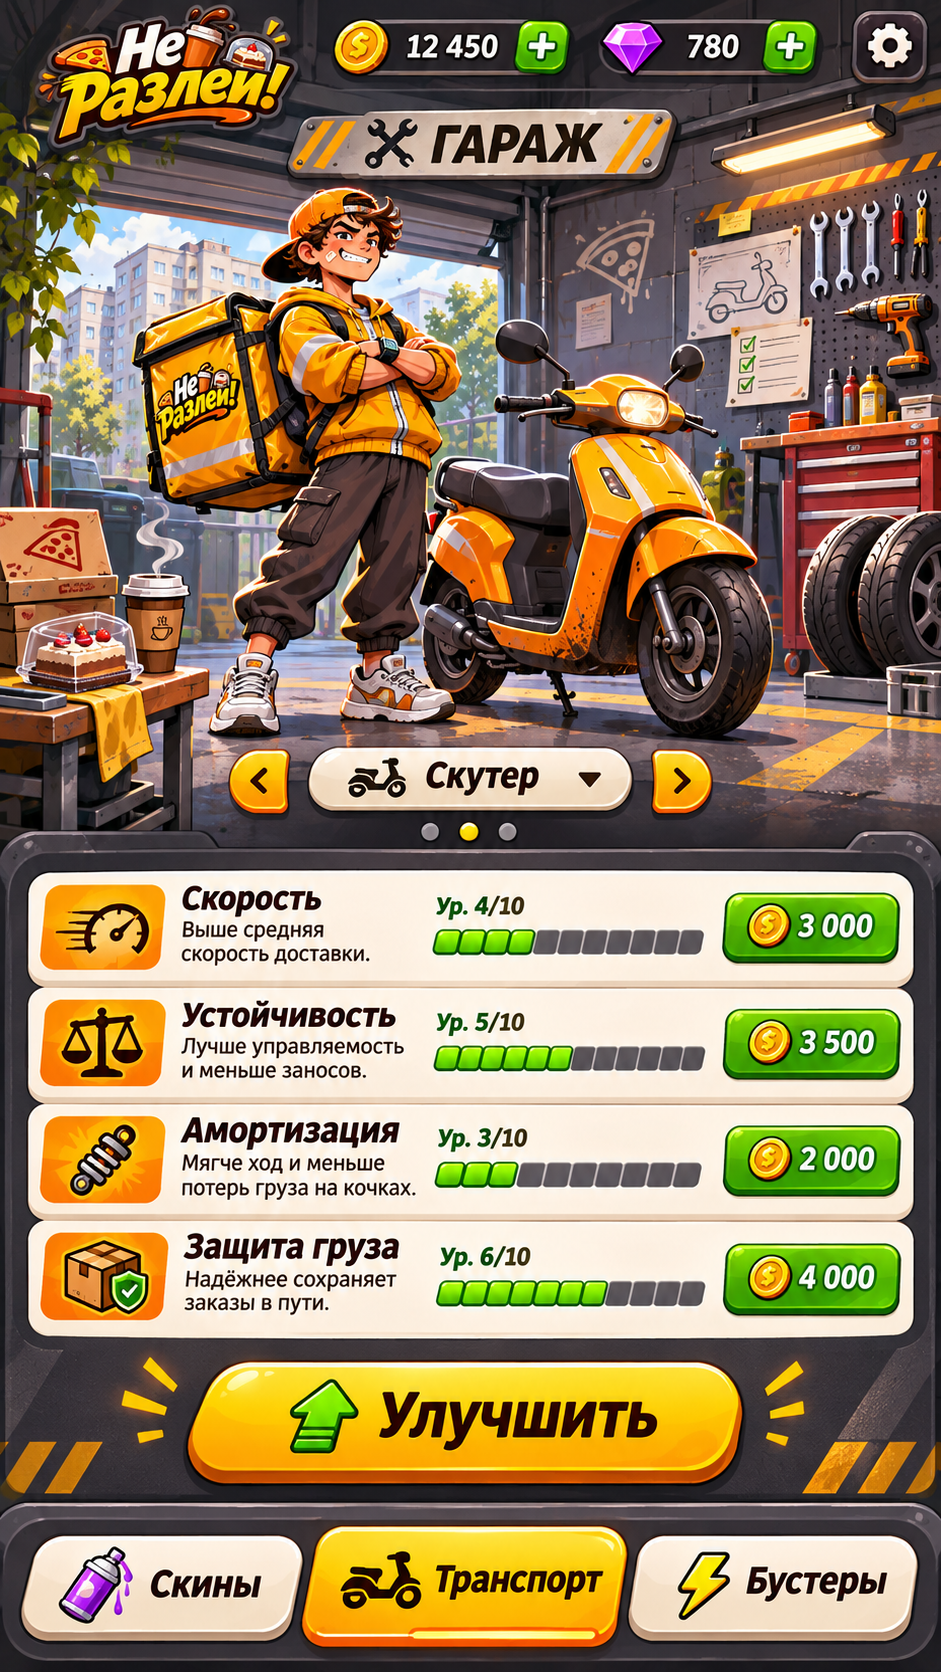 Не
Разлей!
12 450
780
ГАРАЖ
Не
Разлей!
Скутер
Скорость
Выше средняя
скорость доставки.
Ур. 4/10
3 000
Устойчивость
Лучше управляемость
и меньше заносов.
Ур. 5/10
3 500
Амортизация
Мягче ход и меньше
потерь груза на кочках.
Ур. 3/10
2 000
Защита груза
Надёжнее сохраняет
заказы в пути.
Ур. 6/10
4 000
Улучшить
Скины
Транспорт
Бустеры